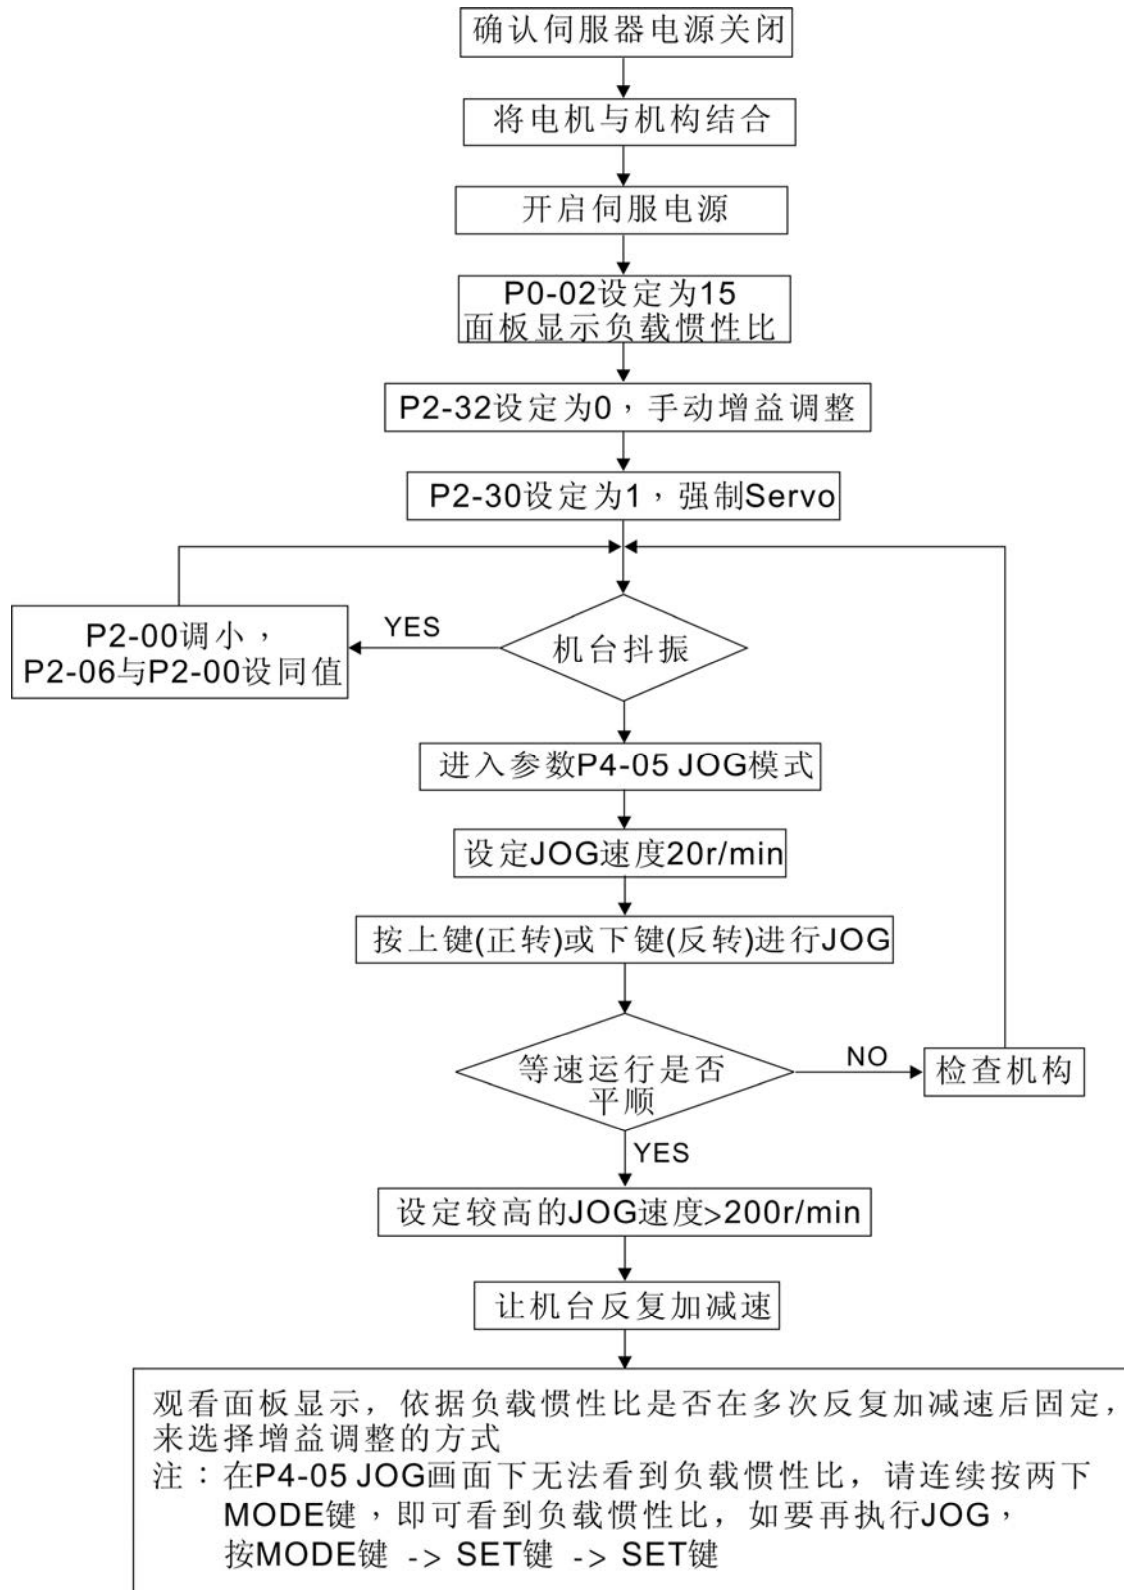 确认伺服器电源关闭
将电机与机构结合
开启伺服电源
P0-02设定为15
面板显示负载惯性比
P2-32设定为0，手动增益调整
P2-30设定为1，强制Servo
P2-00调小，
P2-06与P2-00设同值
YES
机台抖振
进入参数P4-05 JOG模式
设定JOG速度20r/min
按上键(正转)或下键(反转)进行JOG
等速运行是否
平顺
NO
检查机构
YES
设定较高的JOG速度>200r/min
让机台反复加减速
观看面板显示，依据负载惯性比是否在多次反复加减速后固定，
来选择增益调整的方式
注：在P4-05 JOG画面下无法看到负载惯性比，请连续按两下
MODE键，即可看到负载惯性比，如要再执行JOG，
按MODE键 -> SET键 -> SET键